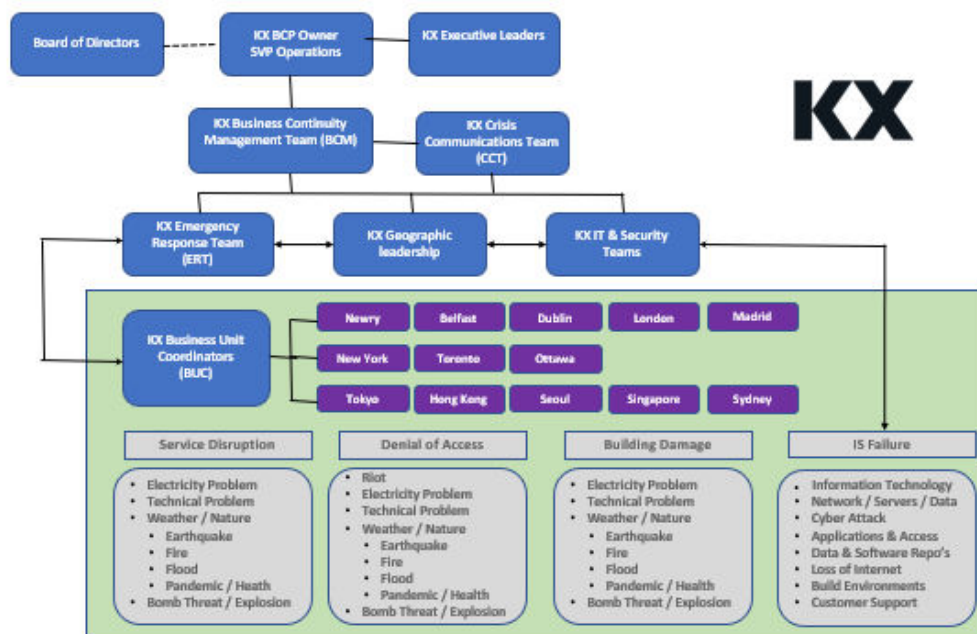 Board of Directors
KX BCP Owner
SVP Operations
KX Executive Leaders
KX
KX Business Continuity
Management Team (BCM)
KX Crisis
Communications Team
(CCT)
KX Emergency
Response Team
(ERT)
KX Geographic
leadership
KX IT & Security
Teams
KX Business Unit
Coordinators
(BUC)
Newry
Belfast
Dublin
London
Madrid
New York
Toronto
Ottawa
Tokyo
Hong Kong
Seoul
Singapore
Sydney
Service Disruption
• Electricity Problem
• Technical Problem
• Weather / Nature
• Earthquake
• Fire
• Flood
• Pandemic / Heath
• Bomb Threat / Explosion
Denial of Access
• Riot
• Electricity Problem
• Technical Problem
• Weather / Nature
• Earthquake
• Fire
• Flood
• Pandemic / Health
• Bomb Threat / Explosion
Building Damage
• Electricity Problem
• Technical Problem
• Weather / Nature
• Earthquake
• Fire
• Flood
• Pandemic / Health
• Bomb Threat / Explosion
IS Failure
• Information Technology
• Network / Servers / Data
• Cyber Attack
• Applications & Access
• Data & Software Repo's
• Loss of Internet
• Build Environments
• Customer Support